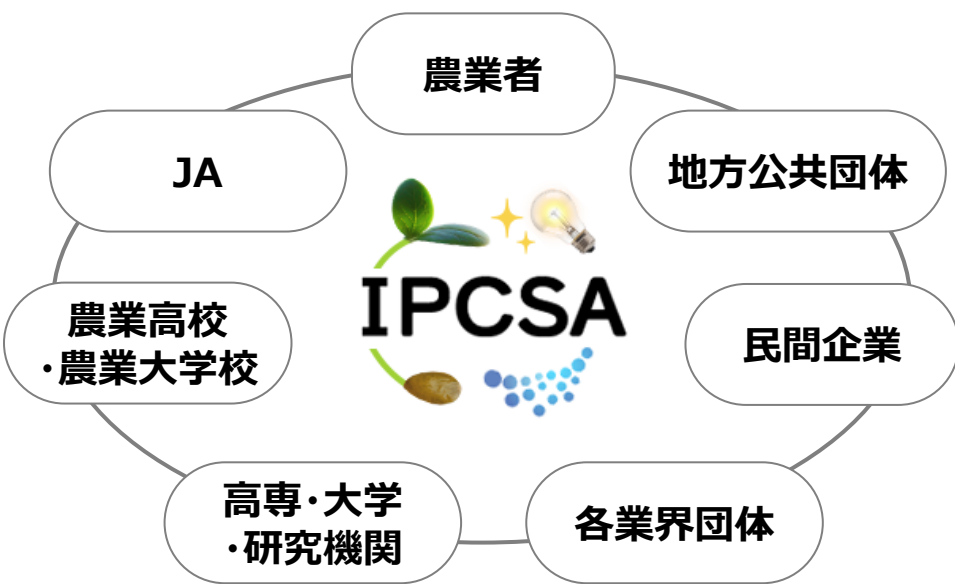 農業者
JA
地方公共団体
IPCSA
農業高校
・農業大学校
民間企業
高専・大学
・研究機関
各業界団体